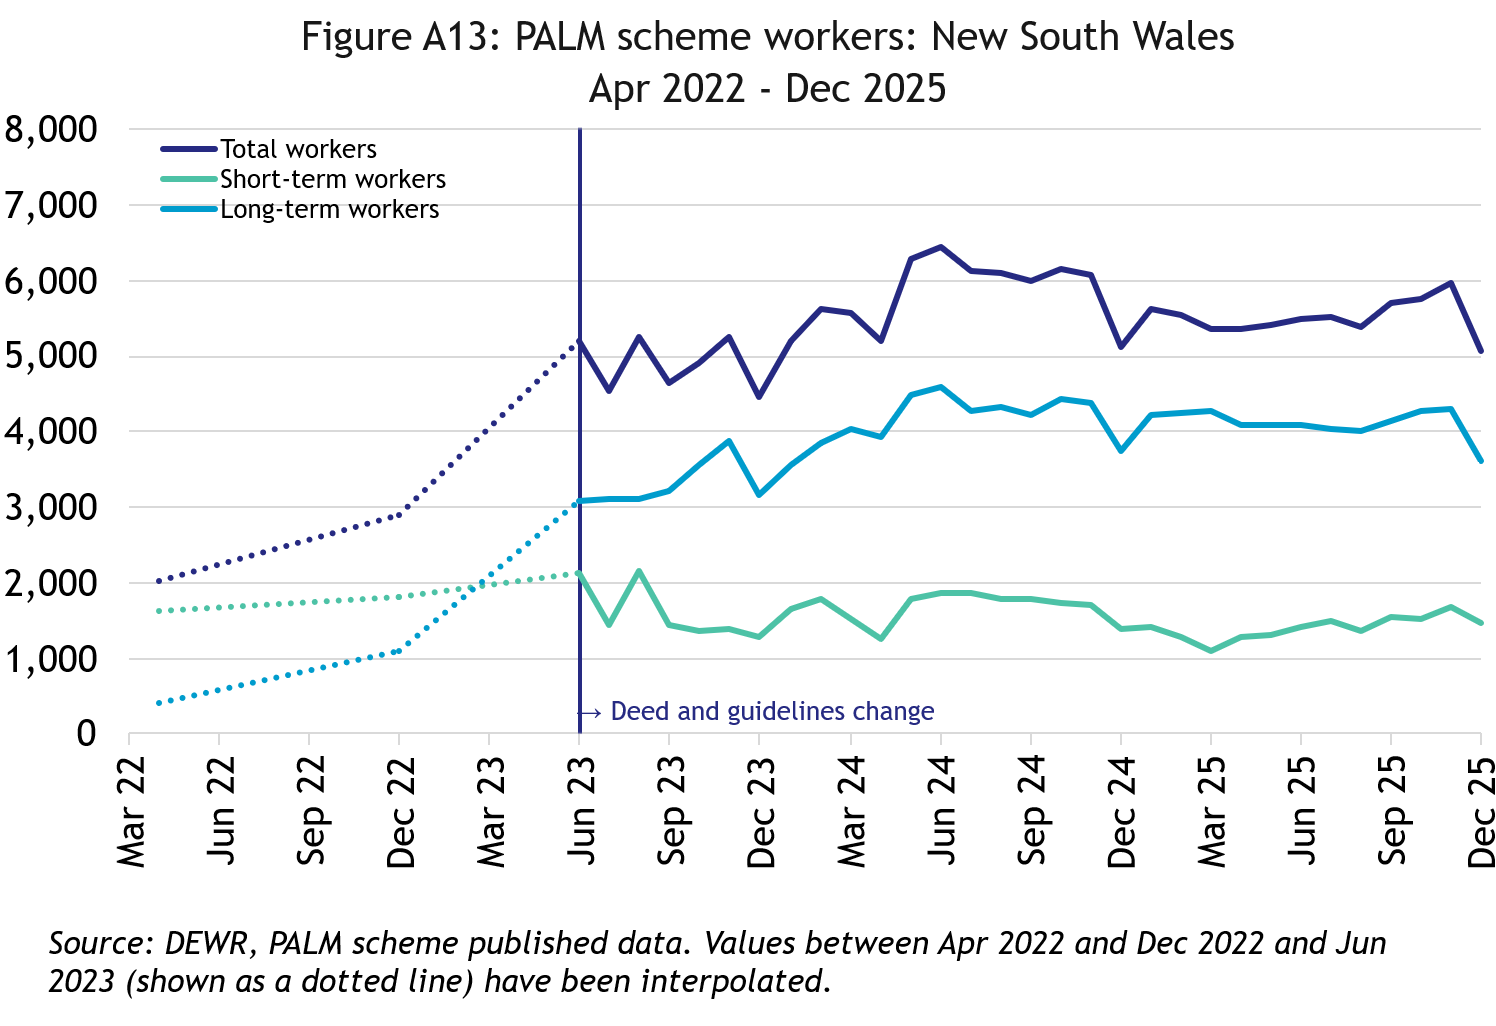 Figure A13: PALM scheme workers: New South Wales
Apr 2022 - Dec 2025
8,000
7,000
6,000
5,000
4,000
3,000
2,000
1,000
0
Total workers
Short-term workers
Long-term workers
→ Deed and guidelines change
Mar 22
Jun 22
Sep 22
Dec 22
Mar 23
Jun 23
Sep 23
Dec 23
Mar 24
Jun 24
Sep 24
Dec 24
Mar 25
Jun 25
Sep 25
Dec 25
Source: DEWR, PALM scheme published data. Values between Apr 2022 and Dec 2022 and Jun
2023 (shown as a dotted line) have been interpolated.